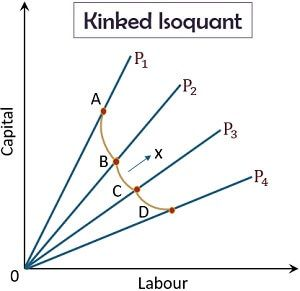 Kinked Isoquant
P1
A
P2
B
X
P3
C
P4
D
Capital
0
Labour